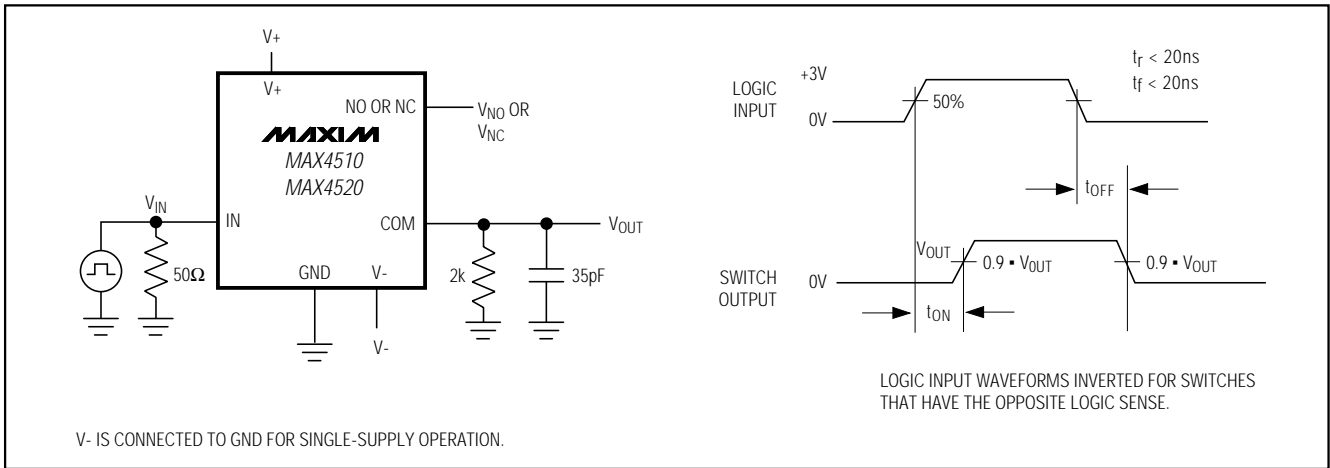 V+
V+
NO OR NC
VNO OR
VNC
MAXIM
MAX4510
MAX4520
VIN
IN
COM
VOUT
50Ω
GND
V-
2k
35pF
V-
V- IS CONNECTED TO GND FOR SINGLE-SUPPLY OPERATION.
tr < 20ns
tf < 20ns
LOGIC
INPUT
+3V
50%
0V
tOFF
VOUT
0.9 ▪ VOUT
0.9 ▪ VOUT
SWITCH
OUTPUT
0V
tON
LOGIC INPUT WAVEFORMS INVERTED FOR SWITCHES
THAT HAVE THE OPPOSITE LOGIC SENSE.